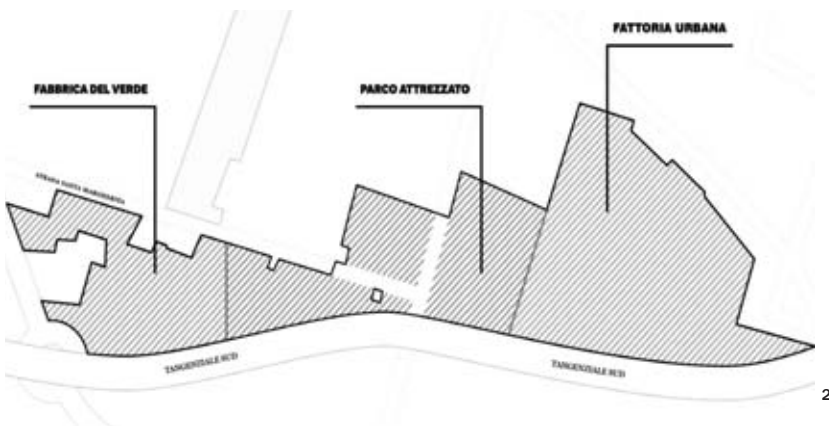 FATTORIA URBANA
FABBRICA DEL VERDE
PARCO ATTREZZATO
STRADA SANTA MARGHERITA
TANGENZIALE SUD
TANGENZIALE SUD
2